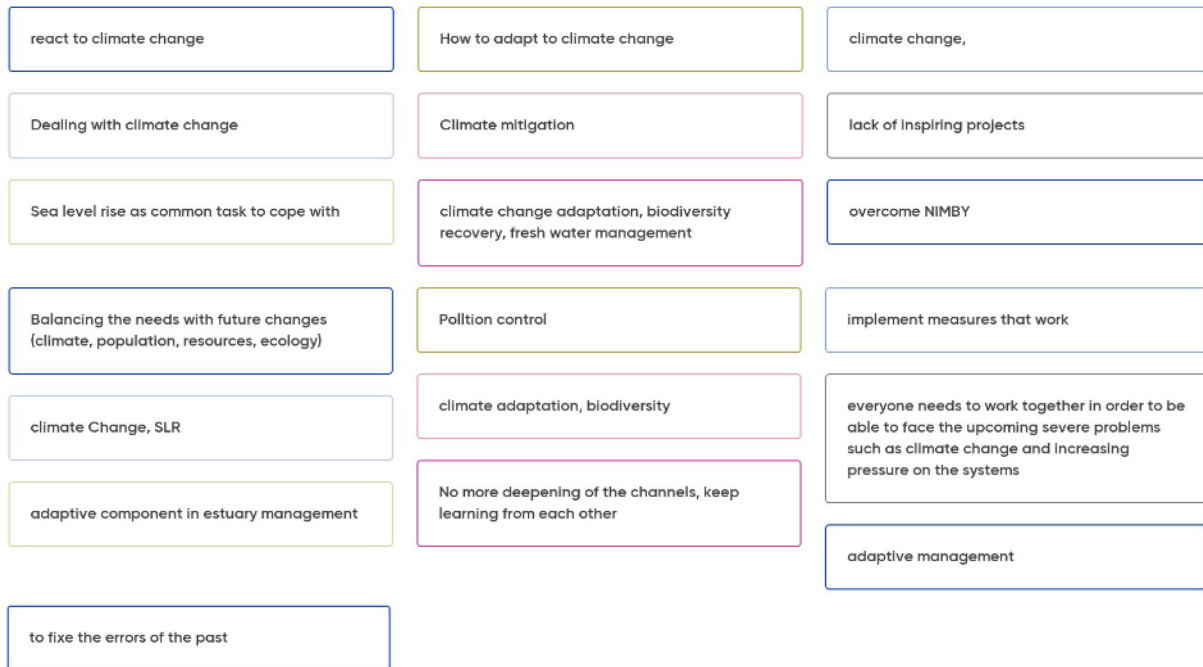 react to climate change
How to adapt to climate change
climate change,
Dealing with climate change
Climate mitigation
lack of inspiring projects
Sea level rise as common task to cope with
climate change adaptation, biodiversity
recovery, fresh water management
overcome NIMBY
Balancing the needs with future changes
(climate, population, resources, ecology)
Polltion control
implement measures that work
climate Change, SLR
climate adaptation, biodiversity
everyone needs to work together in order to be
able to face the upcoming severe problems
such as climate change and increasing
pressure on the systems
adaptive component in estuary management
No more deepening of the channels, keep
learning from each other
adaptive management
to fixe the errors of the past